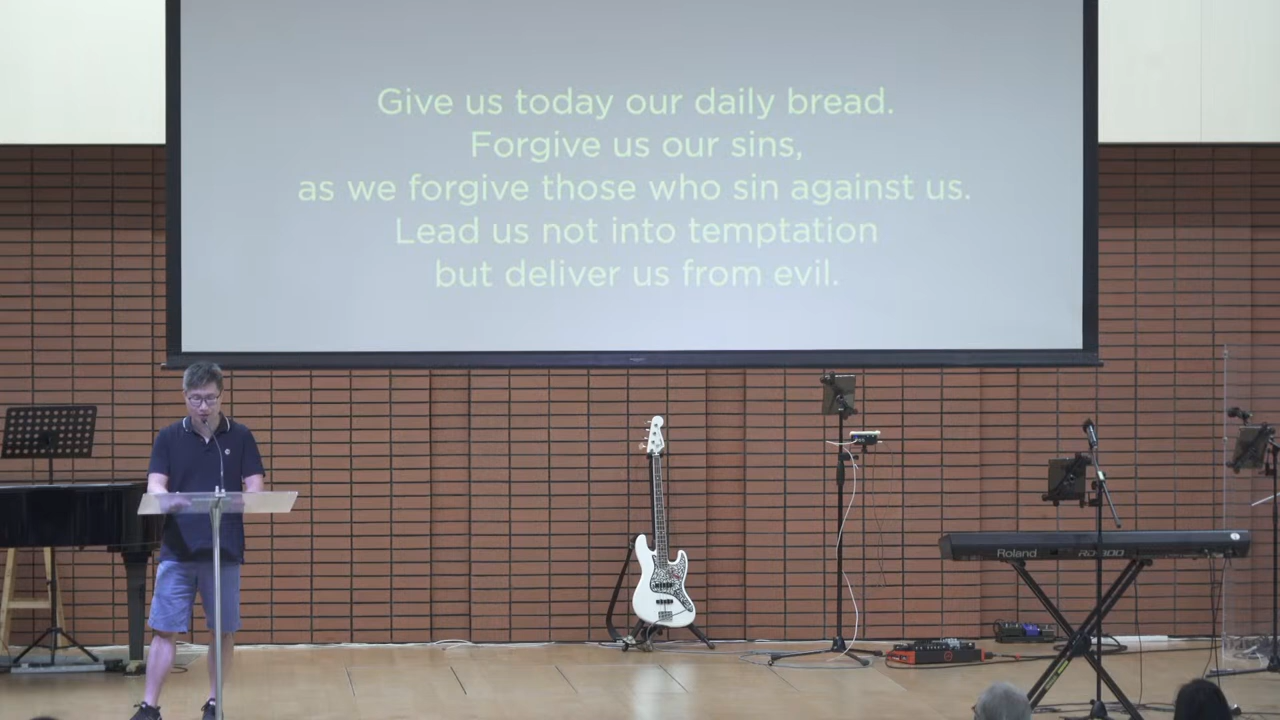 Give us today our daily bread.
Forgive us our sins,
as we forgive those who sin against us.
Lead us not into temptation
but deliver us from evil.
Roland